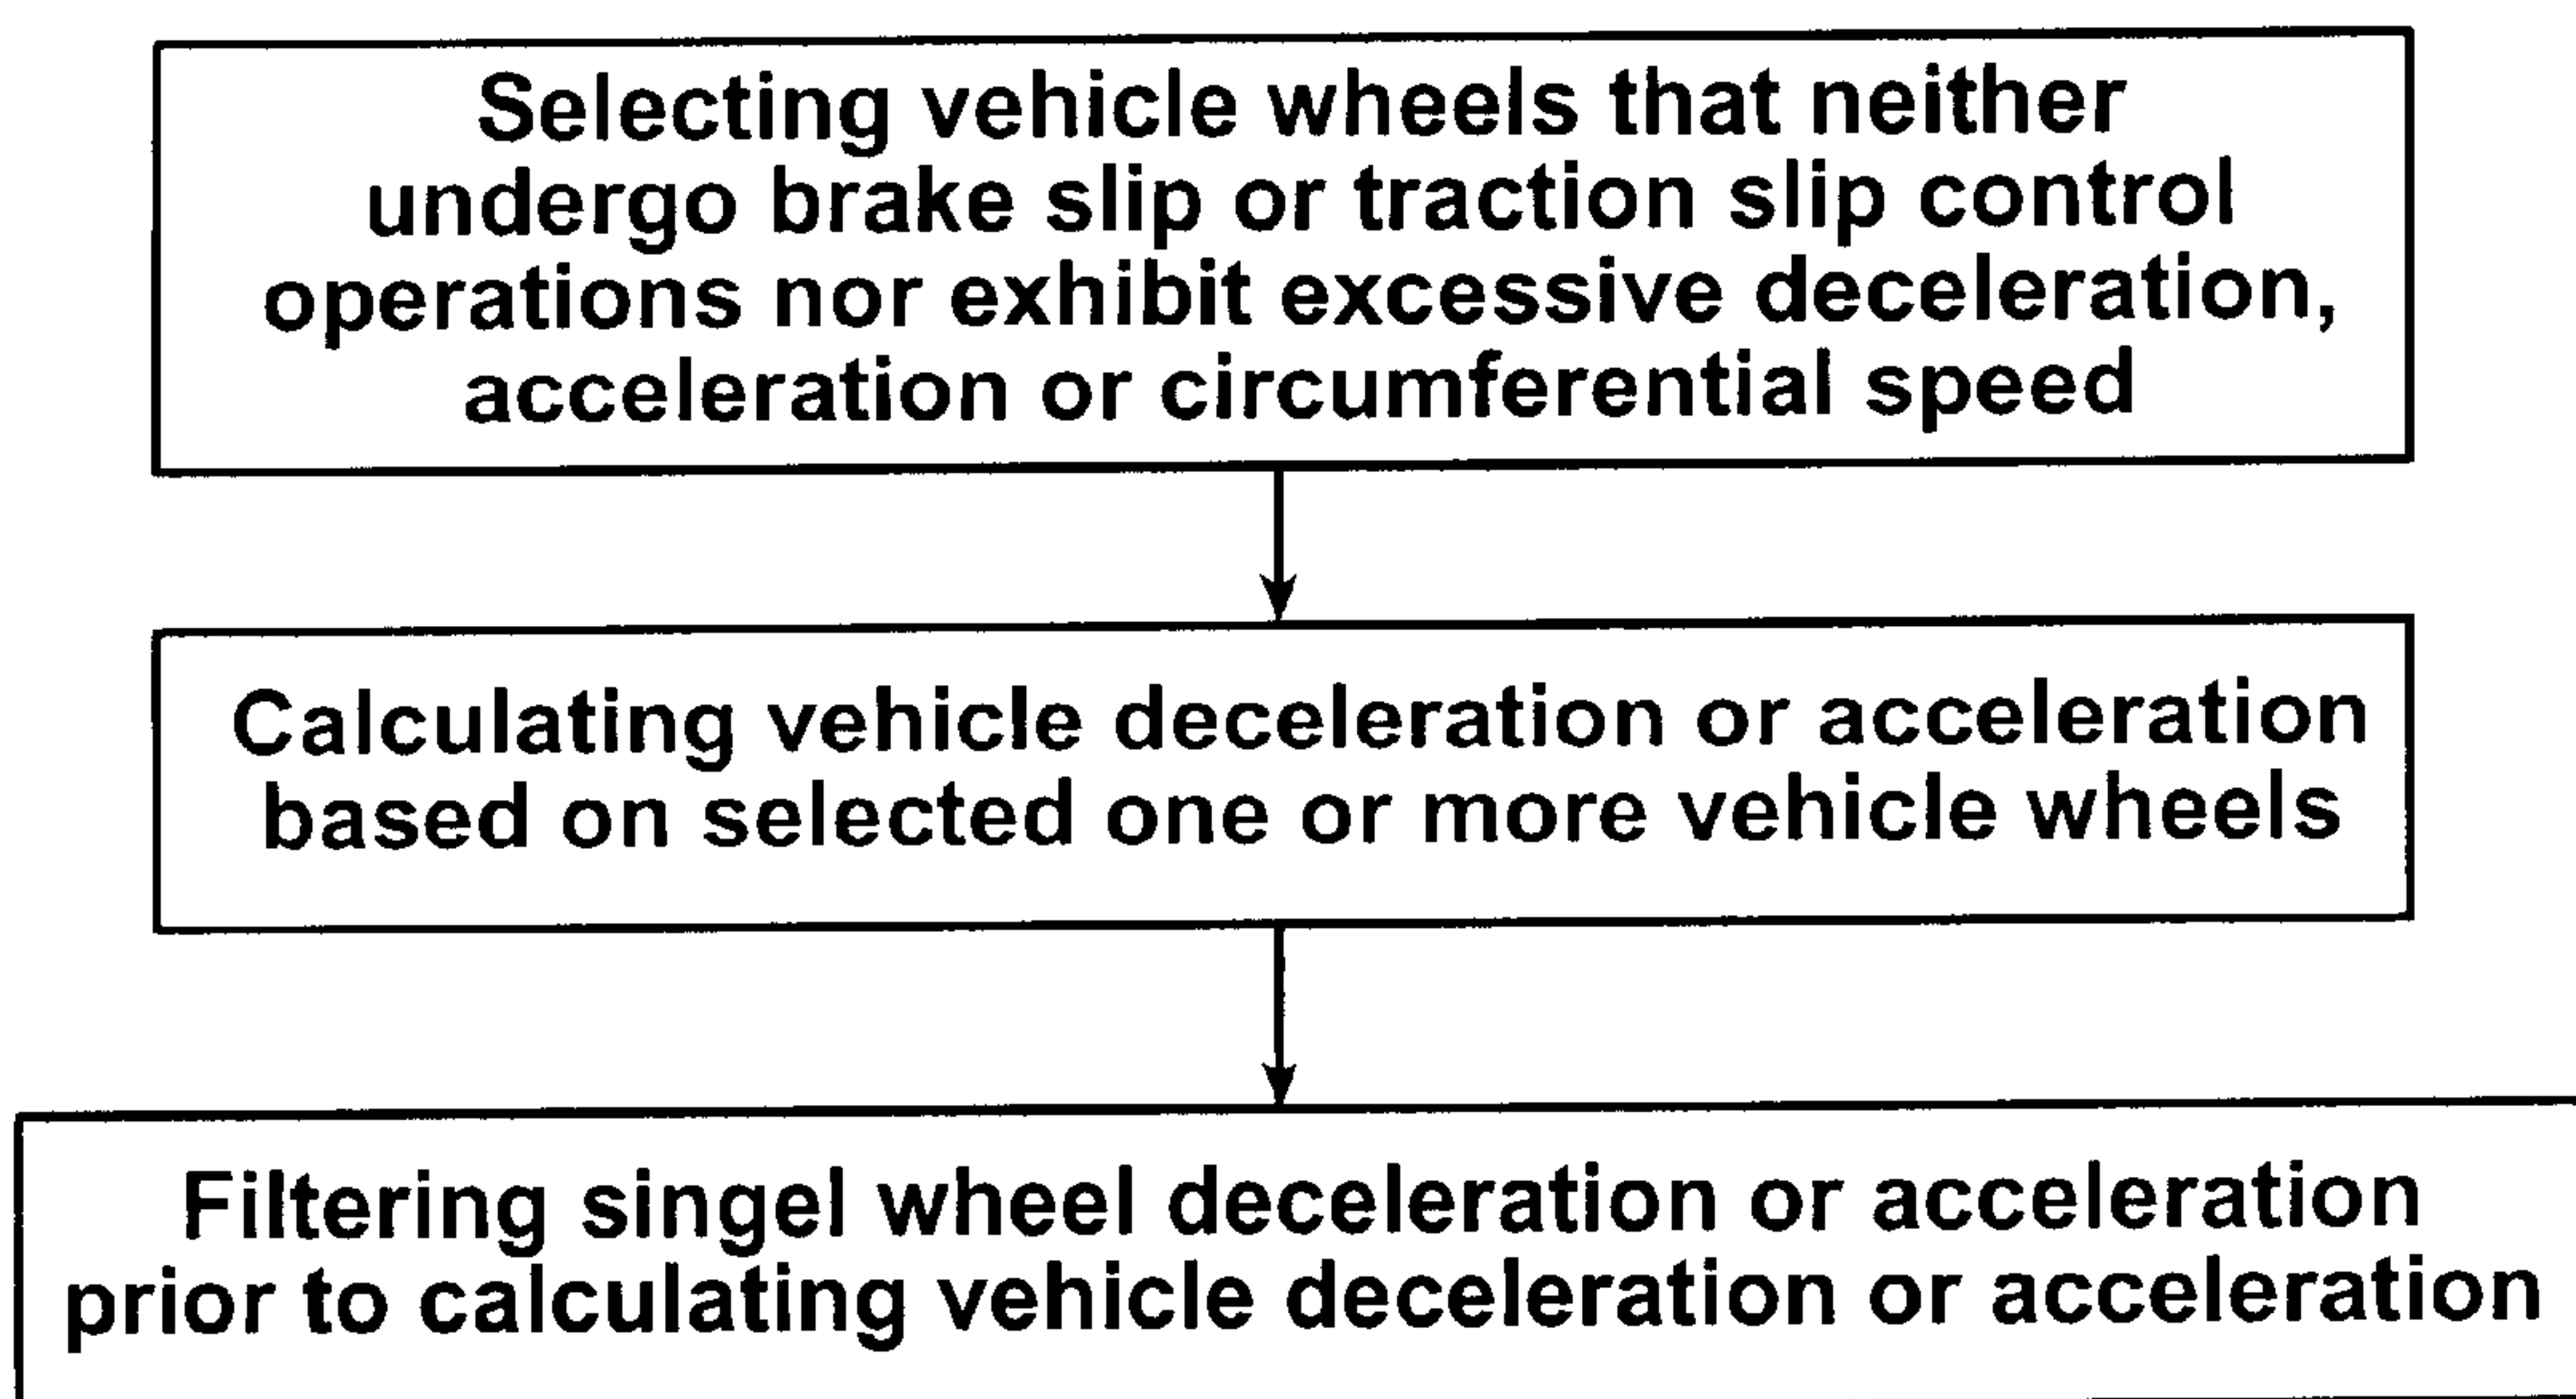 Selecting vehicle wheels that neither
undergo brake slip or traction slip control
operations nor exhibit excessive deceleration,
acceleration or circumferential speed
Calculating vehicle deceleration or acceleration
based on selected one or more vehicle wheels
Filtering singel wheel deceleration or acceleration
prior to calculating vehicle deceleration or acceleration